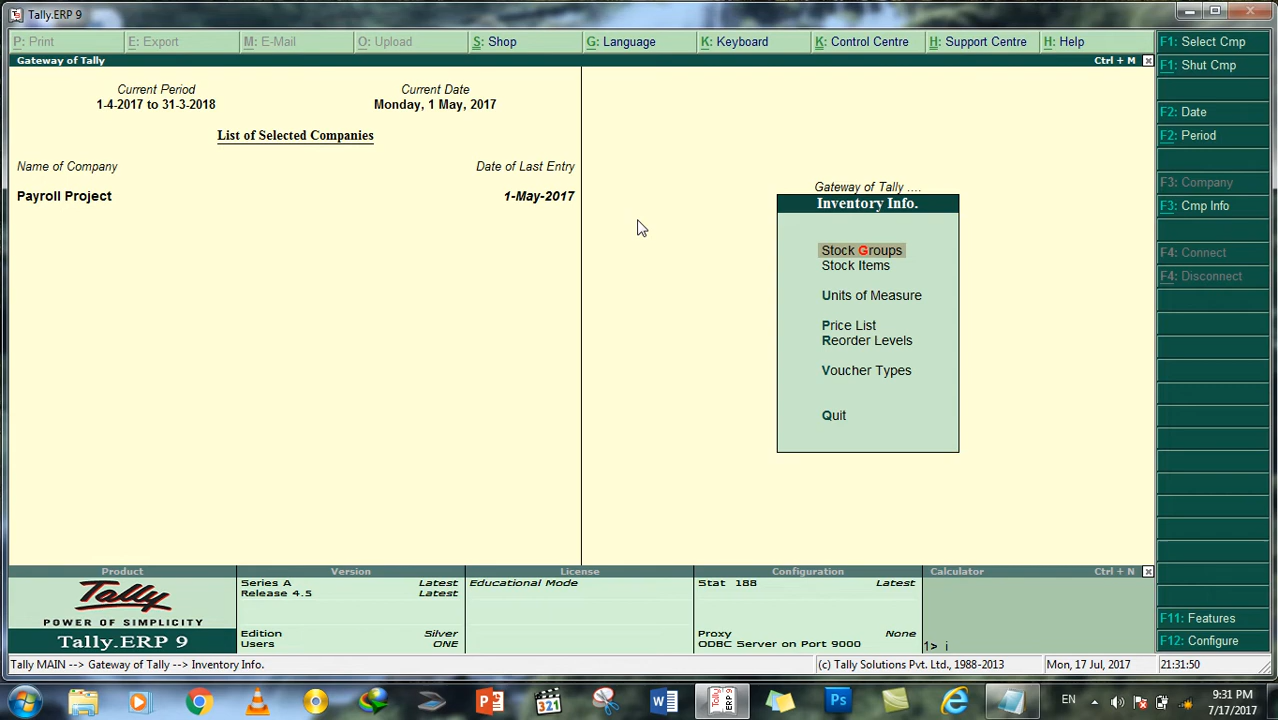 Tally.ERP 9
P: Print
E: Export
M: E-Mail
O: Upload
S: Shop
G: Language
K: Keyboard
K: Control Centre
H: Support Centre
H: Help
Gateway of Tally
Ctrl + M
Current Period
Current Date
1-4-2017 to 31-3-2018
Monday, 1 May, 2017
List of Selected Companies
Name of Company
Date of Last Entry
Payroll Project
1-May-2017
Gateway of Tally ....
Inventory Info.
Stock Groups
Stock Items
Units of Measure
Price List
Reorder Levels
Voucher Types
Quit
F1: Select Cmp
F1: Shut Cmp
F2: Date
F2: Period
F3: Company
F3: Cmp Info
F4: Connect
F4: Disconnect
F11: Features
F12: Configure
Product
Tally
POWER OF SIMPLICITY
Tally.ERP 9
Version
Series A Latest
Release 4.5 Latest
Edition Silver
Users ONE
License
Educational Mode
Configuration
Stat 188 Latest
Proxy None
ODBC Server on Port 9000
Calculator
Ctrl + N
1> i
Tally MAIN --> Gateway of Tally --> Inventory Info.
(c) Tally Solutions Pvt. Ltd., 1988-2013
Mon, 17 Jul, 2017
21:31:50
321
Ps
EN
9:31 PM
7/17/2017